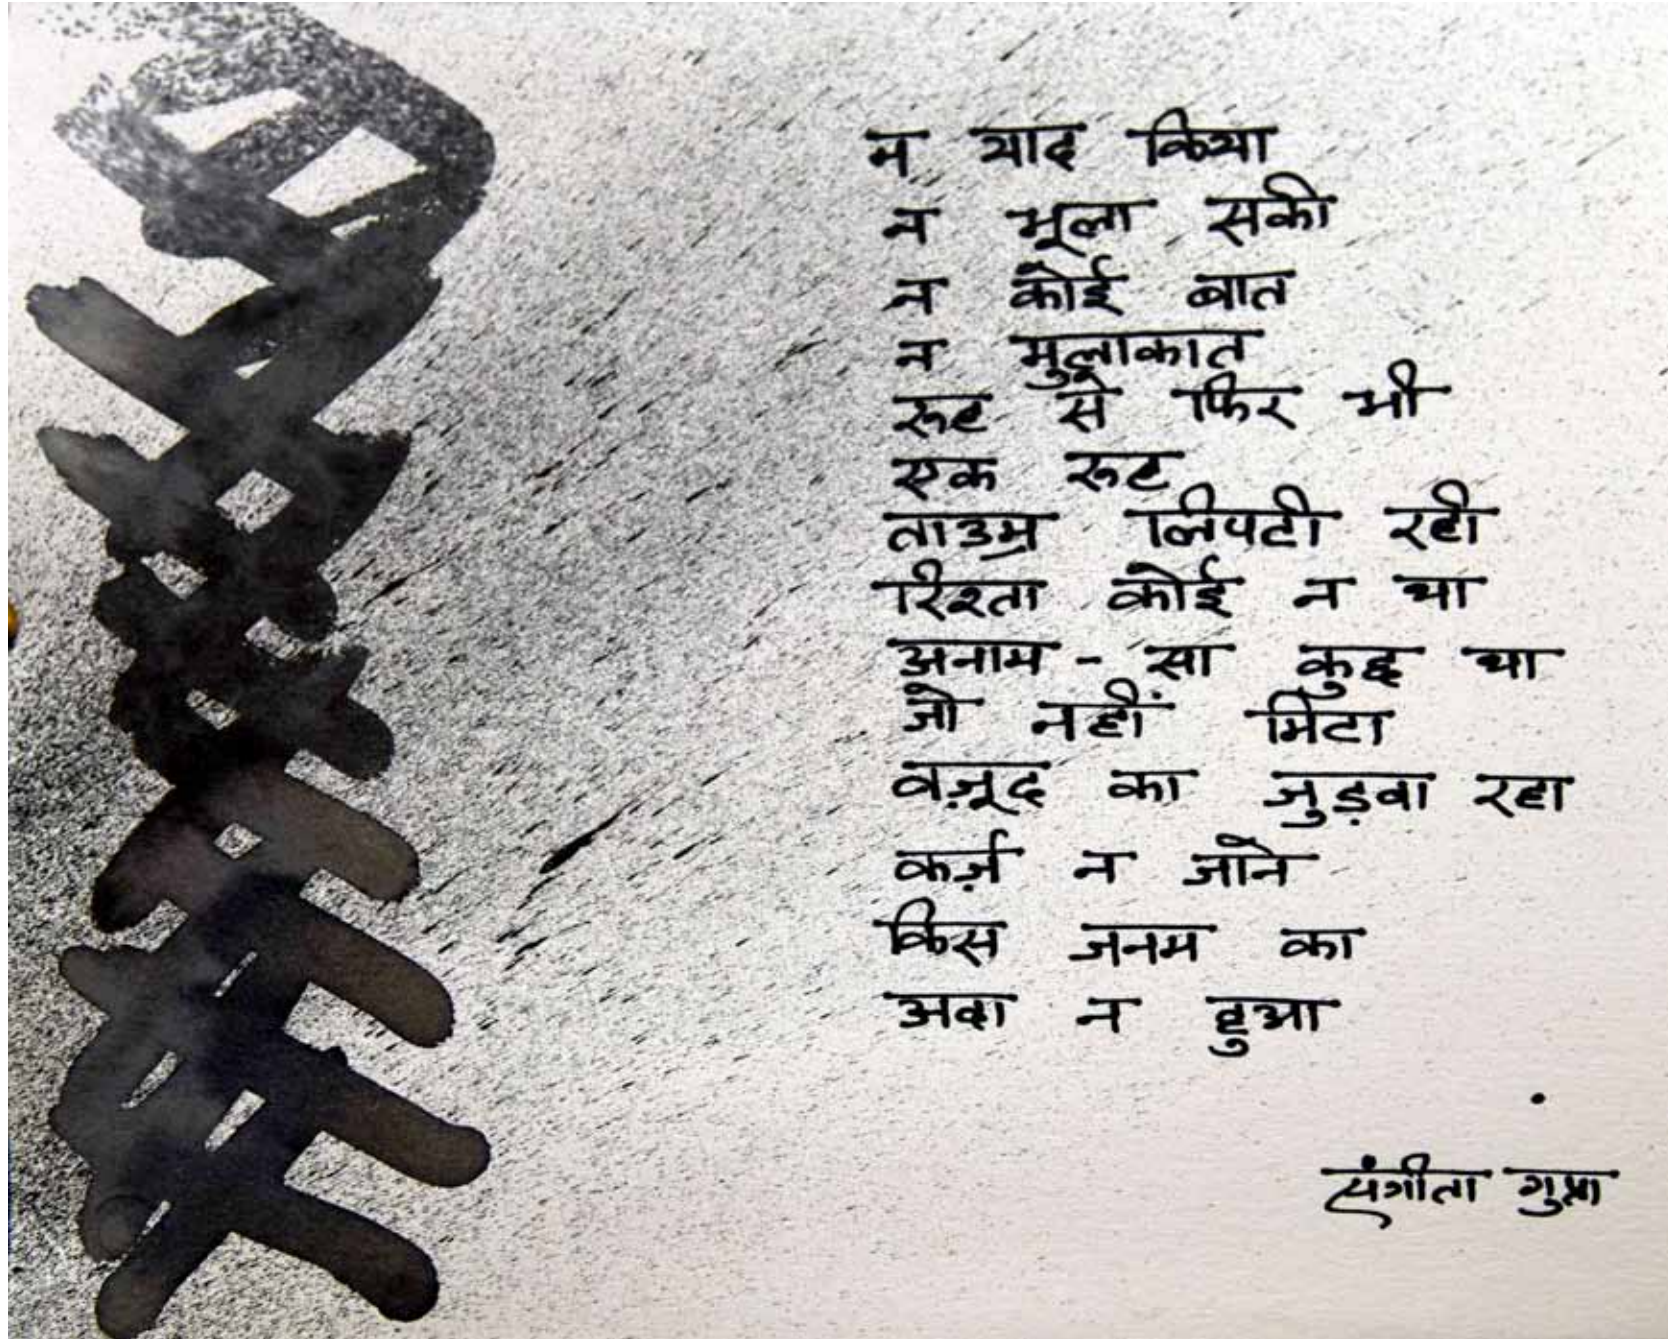 न याद किया
न भूला सकी
न कोई बात
न मुलाकात
रूह से फिर भी
एक रूह
ताउम्र लिपटी रही
रिश्ता कोई न था
अनाम - सा कुछ था
जो नहीं मिटा
वज़ूद का जुड़वा रहा
कर्ज़ न जाने
किस जनम का
अदा न हुआ
संगीता गुप्ता